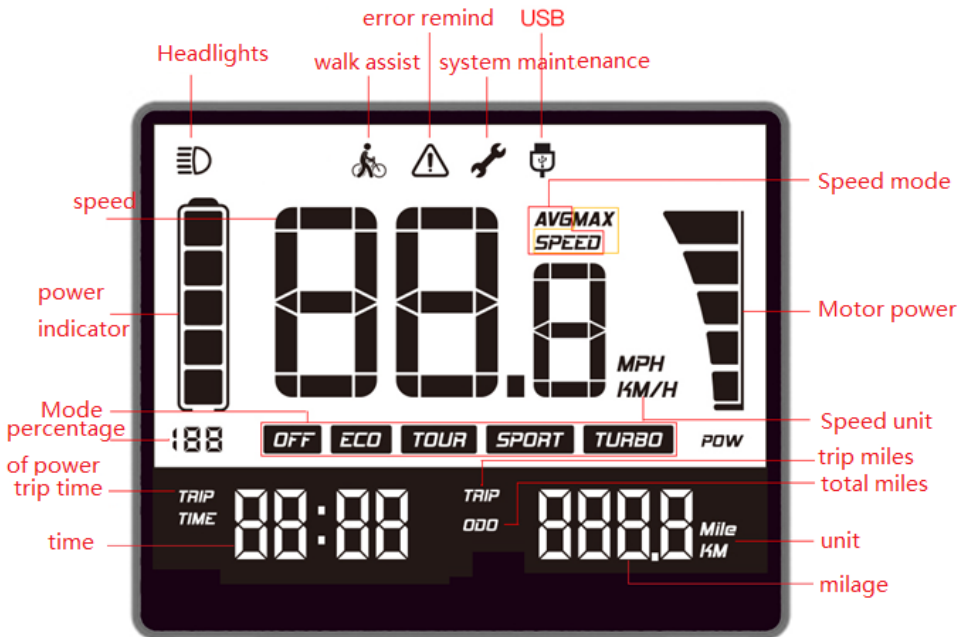 error remind USB
Headlights walk assist system maintenance
Speed mode
speed AVG MAX
SPEED
88.8
power
indicator
Motor power
MPH
KM/H
Mode
percentage
188 OFF ECO TOUR SPORT TURBO POW
Speed unit
of power
trip miles
trip time TRIP TRIP total miles
TIME 88:88 ODO 888.8 Mile
time KM unit
milage